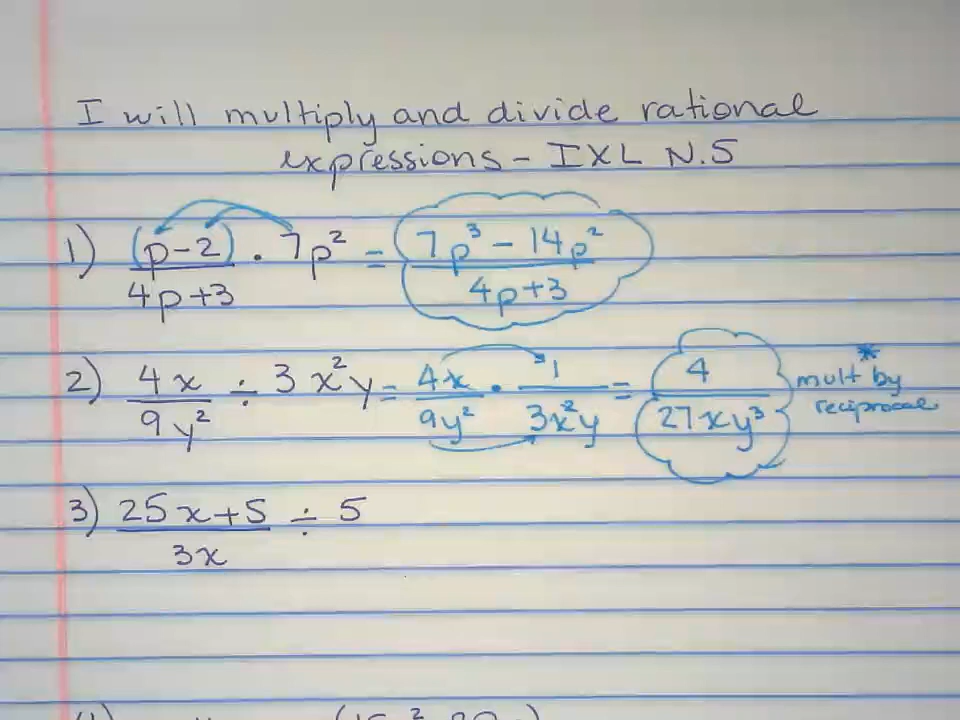 I will multiply and divide rational
expressions - IXL N.5
1) (p-2)/(4p+3) · 7p² = (7p³ - 14p²)/(4p+3)
2) 4x/9y² ÷ 3x²y = 4x/9y² · 1/3x²y = 4/27xy³ * mult by reciprocal
3) (25x+5)/3x ÷ 5